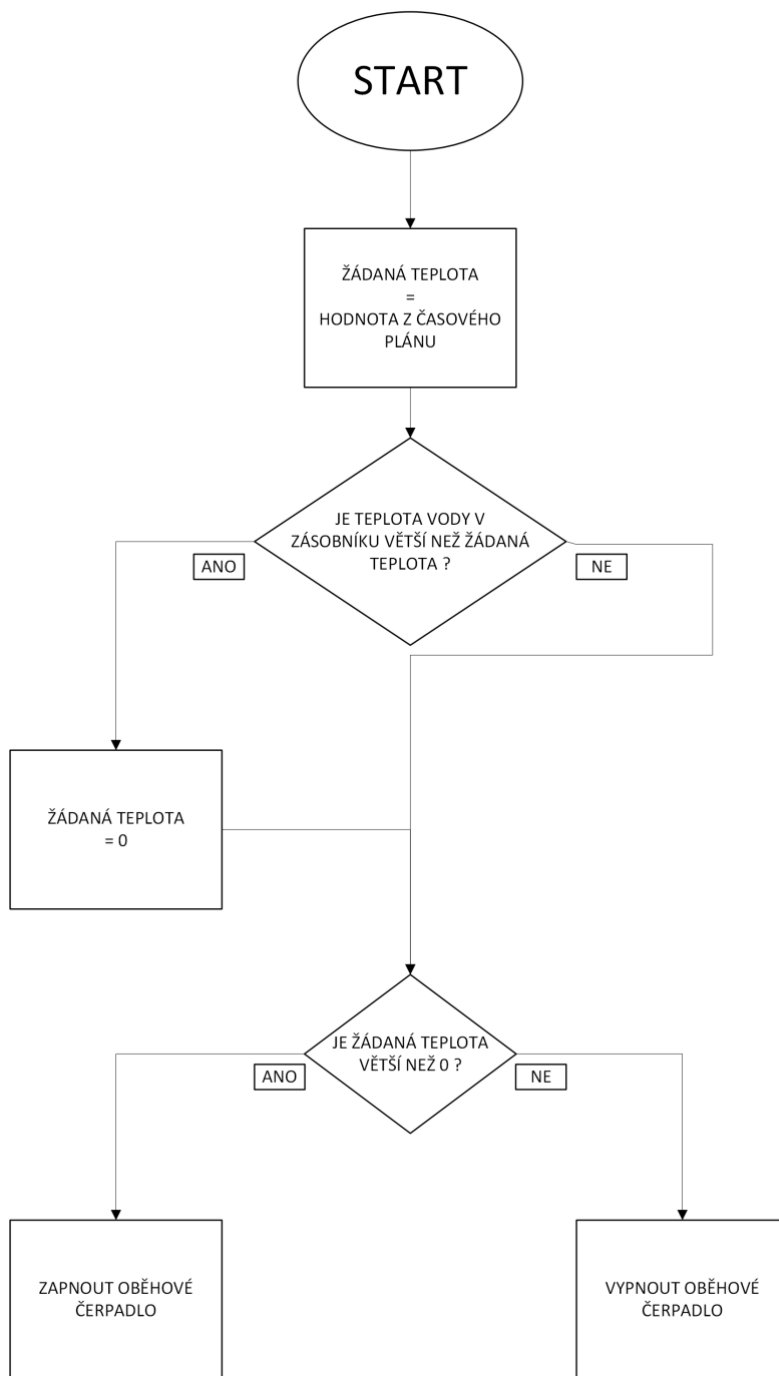 START
ŽÁDANÁ TEPLOTA
=
HODNOTA Z ČASOVÉHO
PLÁNU
JE TEPLOTA VODY V
ZÁSOBNÍKU VĚTŠÍ NEŽ ŽÁDANÁ
TEPLOTA ?
ANO
NE
ŽÁDANÁ TEPLOTA
= 0
JE ŽÁDANÁ TEPLOTA
VĚTŠÍ NEŽ 0 ?
ANO
NE
ZAPNOUT OBĚHOVÉ
ČERPADLO
VYPNOUT OBĚHOVÉ
ČERPADLO